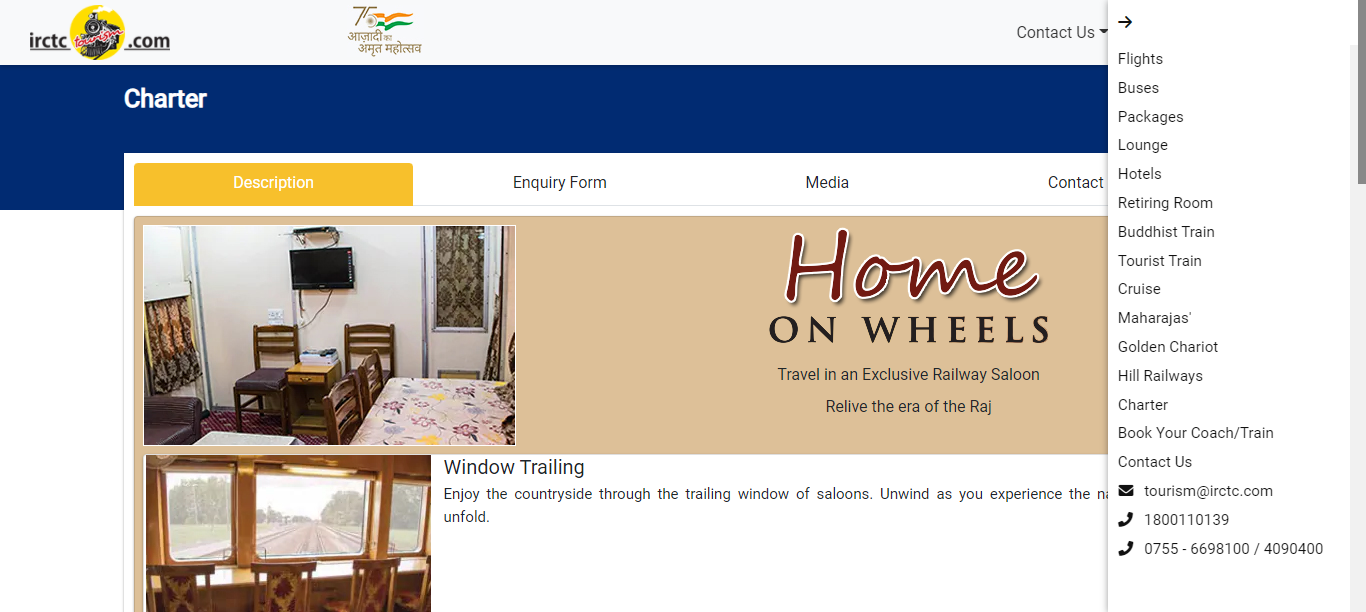 irctc tourism .com
75
आज़ादी का
अमृत महोत्सव
Contact Us
Charter
Description
Enquiry Form
Media
Contact
Home
ON WHEELS
Travel in an Exclusive Railway Saloon
Relive the era of the Raj
Window Trailing
Enjoy the countryside through the trailing window of saloons. Unwind as you experience the na
unfold.
Flights
Buses
Packages
Lounge
Hotels
Retiring Room
Buddhist Train
Tourist Train
Cruise
Maharajas'
Golden Chariot
Hill Railways
Charter
Book Your Coach/Train
Contact Us
tourism@irctc.com
1800110139
0755 - 6698100 / 4090400